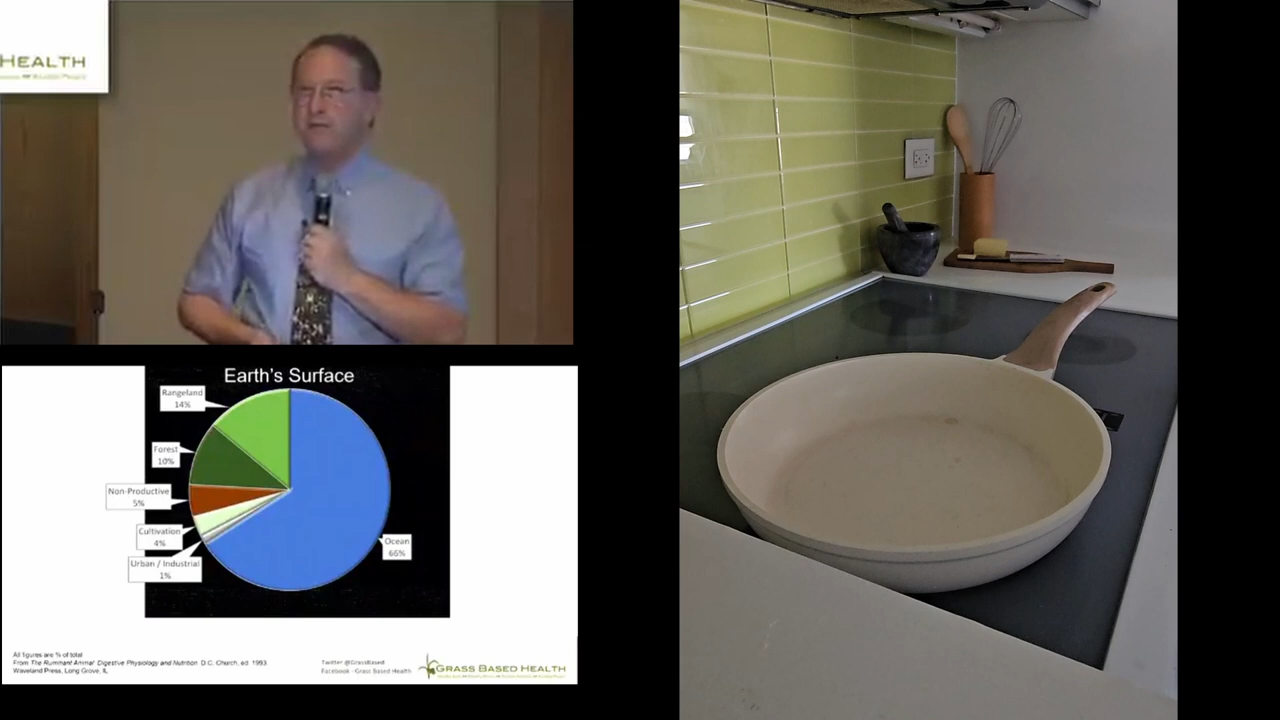 HEALTH
Earth's Surface
Rangeland
14%
Forest
10%
Non-Productive
5%
Cultivation
4%
Urban / Industrial
1%
Ocean
66%
All figures are % of total
From The Ruminant Animal: Digestive Physiology and Nutrition D.C. Church, ed. 1993.
Waveland Press, Long Grove, IL
Twitter @GrassBased
Facebook - Grass Based Health
GRASS BASED HEALTH